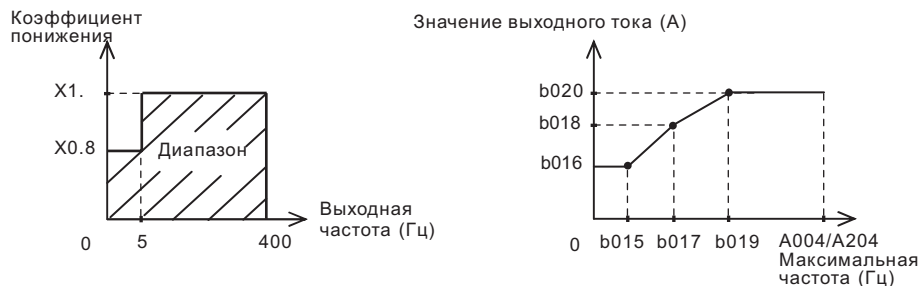 Коэффициент
понижения
X1.
X0.8
Диапазон
0
5
400
Выходная
частота (Гц)
Значение выходного тока (А)
b020
b018
b016
0
b015
b017
b019
A004/A204
Максимальная
частота (Гц)